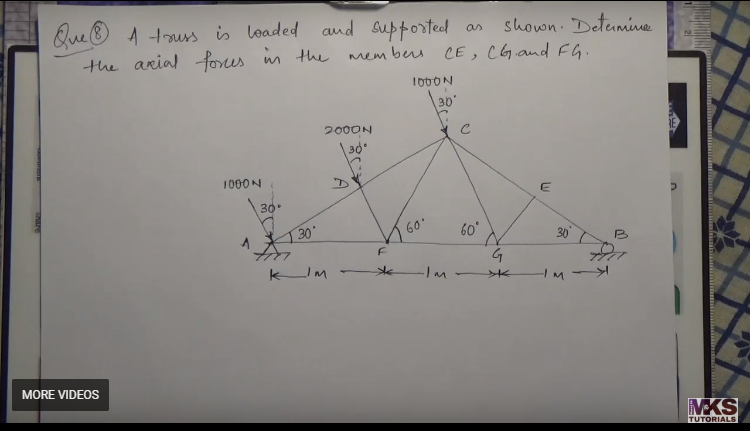 Que 8 A truss is loaded and supported as shown. Determine
the axial forces in the members CE, CG and FG.
1000N
30°
C
2000N
30°
D
E
1000N
30°
A
30°
60°
60°
30°
B
F
G
1m
1m
1m
MORE VIDEOS
MKS
TUTORIALS